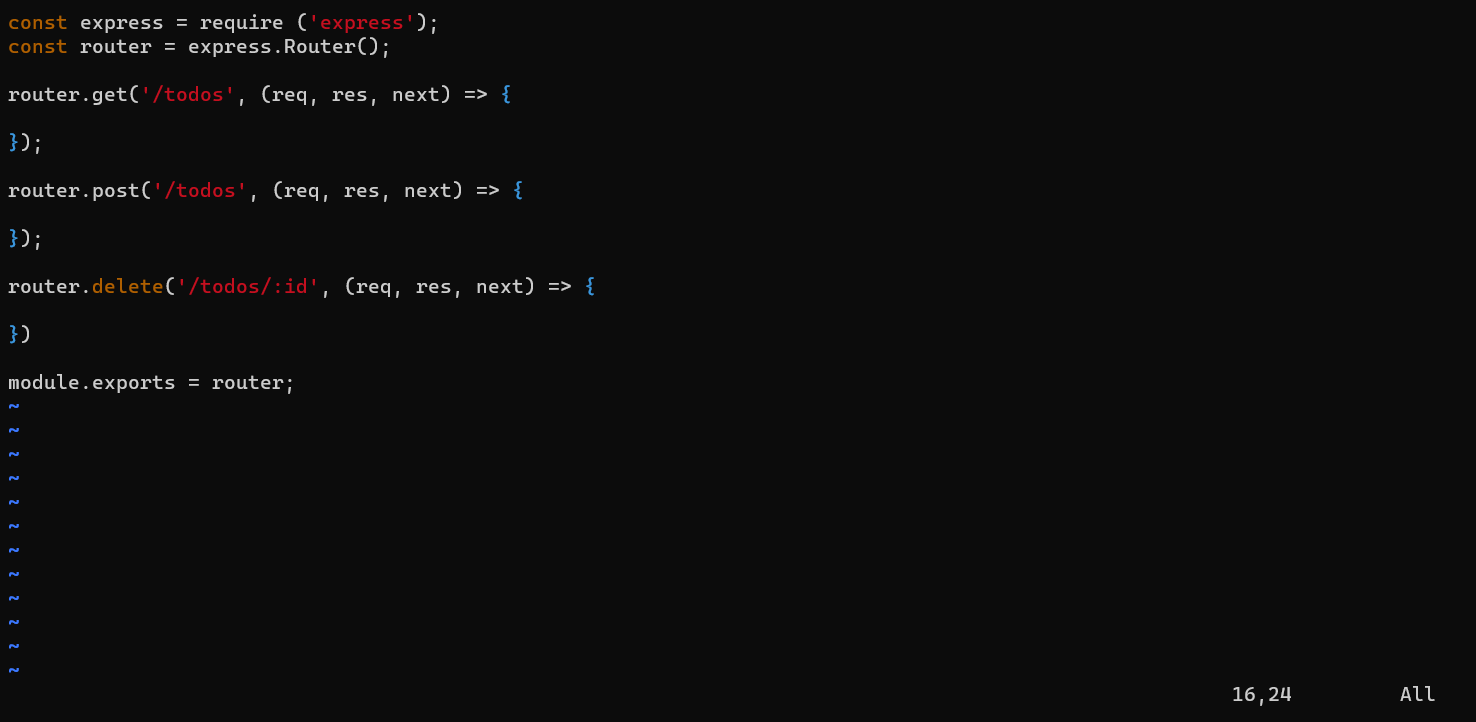 const express = require ('express');
const router = express.Router();
router.get('/todos', (req, res, next) => {
});
router.post('/todos', (req, res, next) => {
});
router.delete('/todos/:id', (req, res, next) => {
})
module.exports = router;
~
~
~
~
~
~
~
~
~
~
~
~
16,24 All